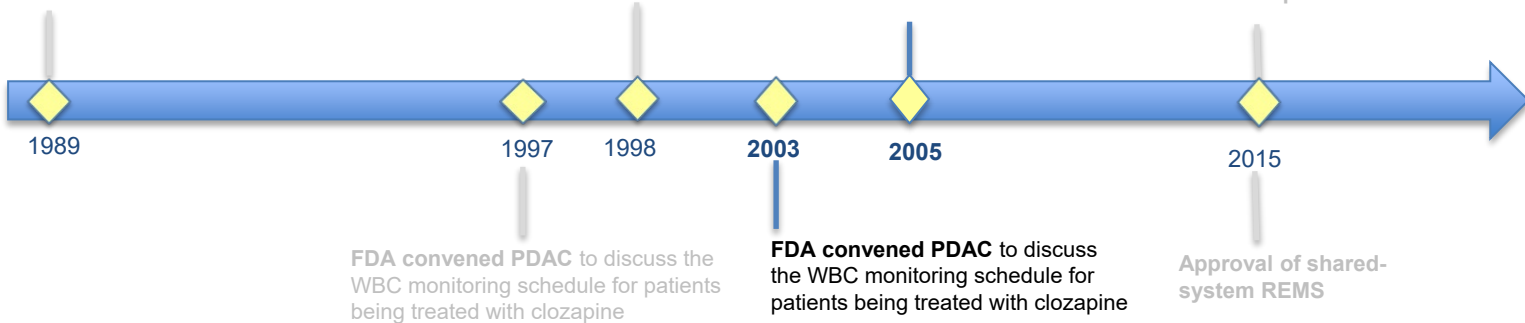 1989
1997
1998
2003
2005
2015
FDA convened PDAC to discuss the
WBC monitoring schedule for patients
being treated with clozapine
FDA convened PDAC to discuss
the WBC monitoring schedule for
patients being treated with clozapine
Approval of shared-
system REMS